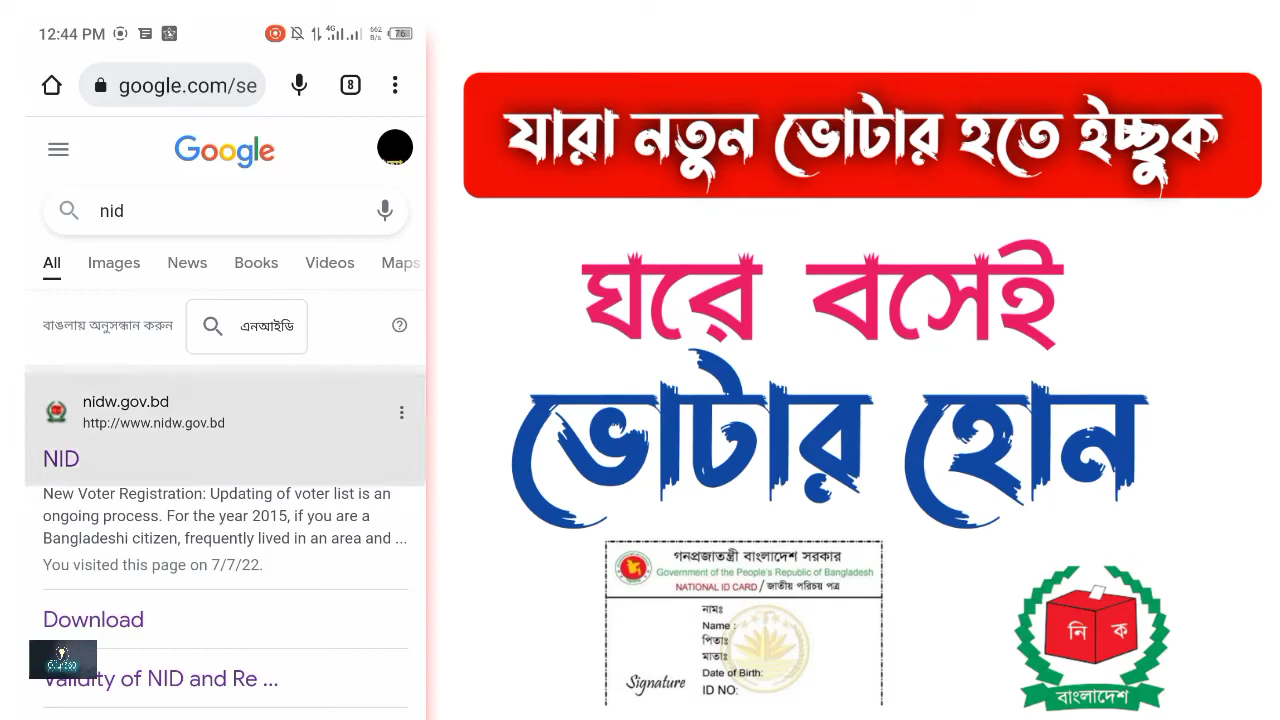 12:44 PM
4G
662 B/s
76
google.com/se
8
Google
nid
All Images News Books Videos Maps
বাঙলায় অনুসন্ধান করুন
এনআইডি
nidw.gov.bd
http://www.nidw.gov.bd
NID
New Voter Registration: Updating of voter list is an
ongoing process. For the year 2015, if you are a
Bangladeshi citizen, frequently lived in an area and ...
You visited this page on 7/7/22.
Download
Validity of NID and Re ...
যারা নতুন ভোটার হতে ইচ্ছুক
ঘরে বসেই
ভোটার হোন
গনপ্রজাতন্ত্রী বাংলাদেশ সরকার
Government of the People's Republic of Bangladesh
NATIONAL ID CARD / জাতীয় পরিচয় পত্র
নামঃ
Name :
পিতাঃ
মাতাঃ
Date of Birth:
ID NO:
Signature
নি ক
বাংলাদেশ